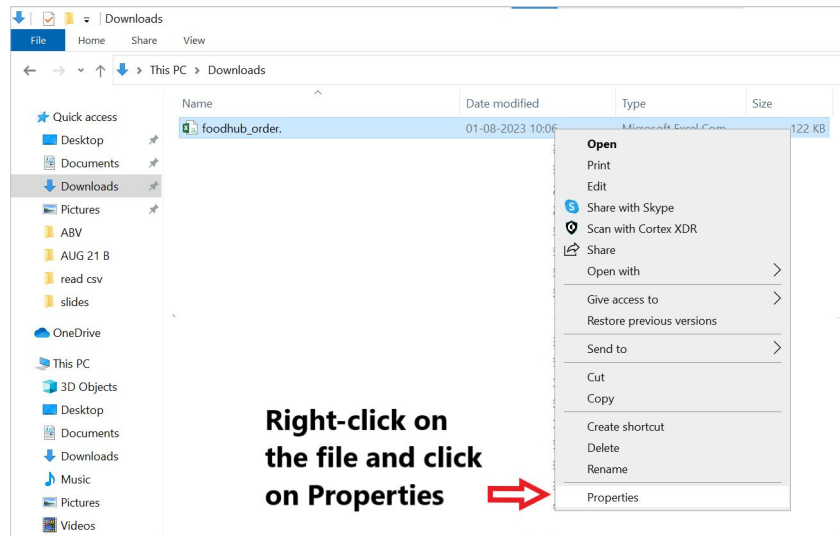 Downloads
File Home Share View
This PC > Downloads
Name Date modified Type Size
foodhub_order. 01-08-2023 10:06 Microsoft Excel Com 122 KB
Quick access
Desktop
Documents
Downloads
Pictures
ABV
AUG 21 B
read csv
slides
OneDrive
This PC
3D Objects
Desktop
Documents
Downloads
Music
Pictures
Videos
Open
Print
Edit
Share with Skype
Scan with Cortex XDR
Share
Open with
Give access to
Restore previous versions
Send to
Cut
Copy
Create shortcut
Delete
Rename
Properties
Right-click on
the file and click
on Properties